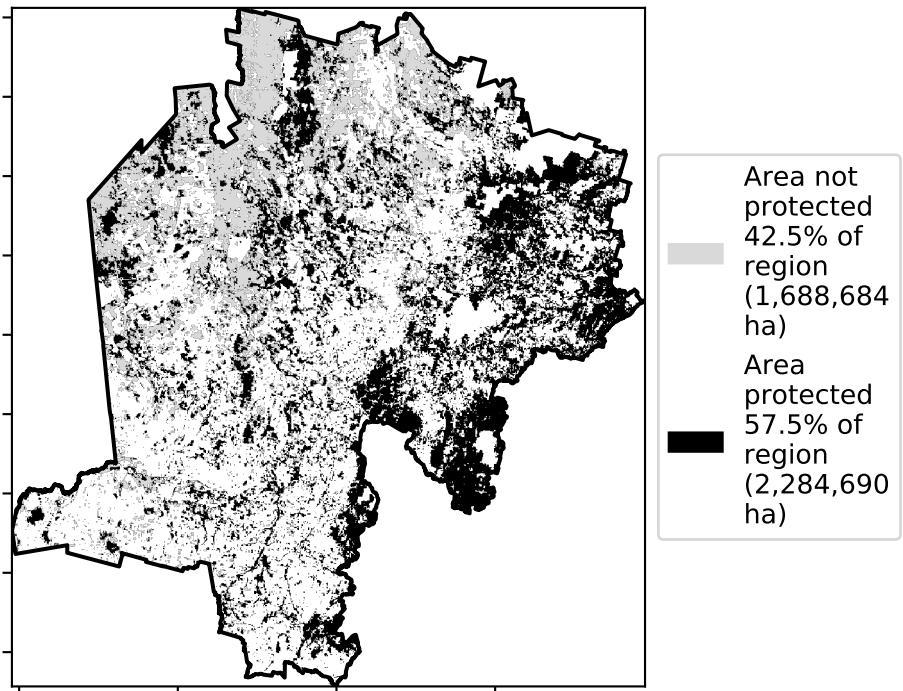 Area not
protected
42.5% of
region
(1,688,684
ha)
Area
protected
57.5% of
region
(2,284,690
ha)